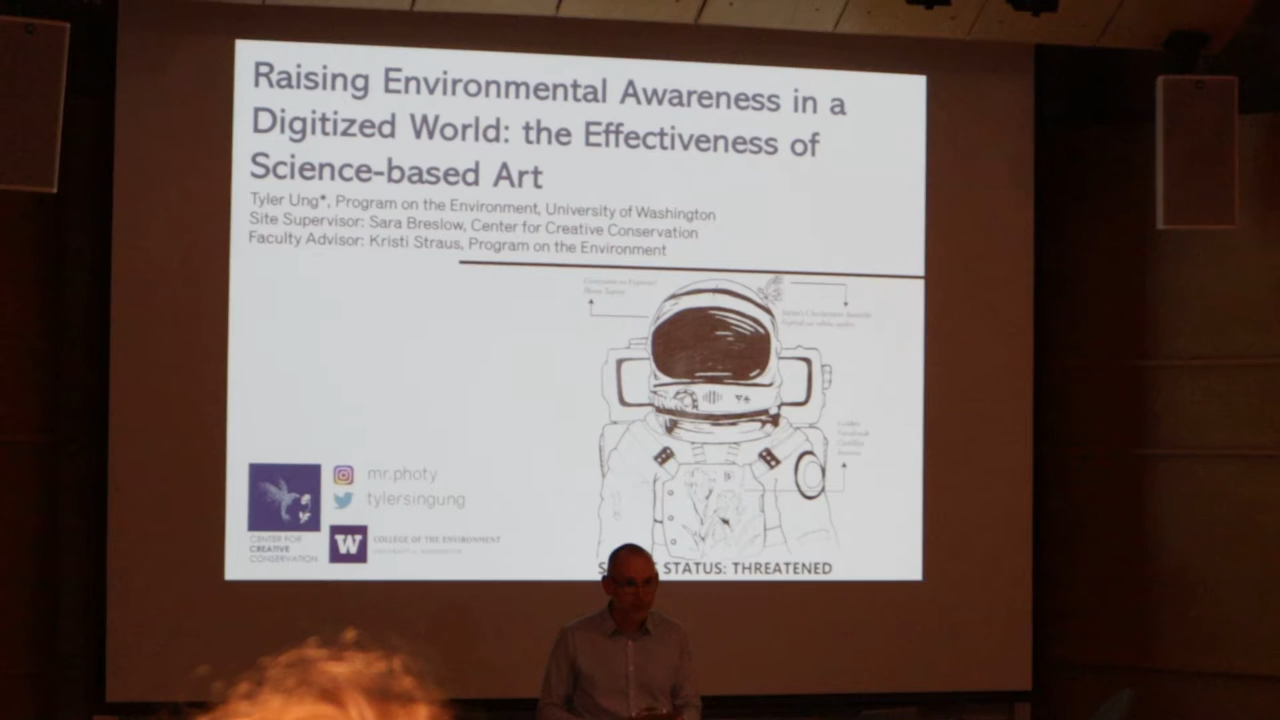 Raising Environmental Awareness in a
Digitized World: the Effectiveness of
Science-based Art
Tyler Ung*, Program on the Environment, University of Washington
Site Supervisor: Sara Breslow, Center for Creative Conservation
Faculty Advisor: Kristi Straus, Program on the Environment
mr.photy
tylersingung
CENTER FOR
CREATIVE
CONSERVATION
W
COLLEGE OF THE ENVIRONMENT
STATUS: THREATENED